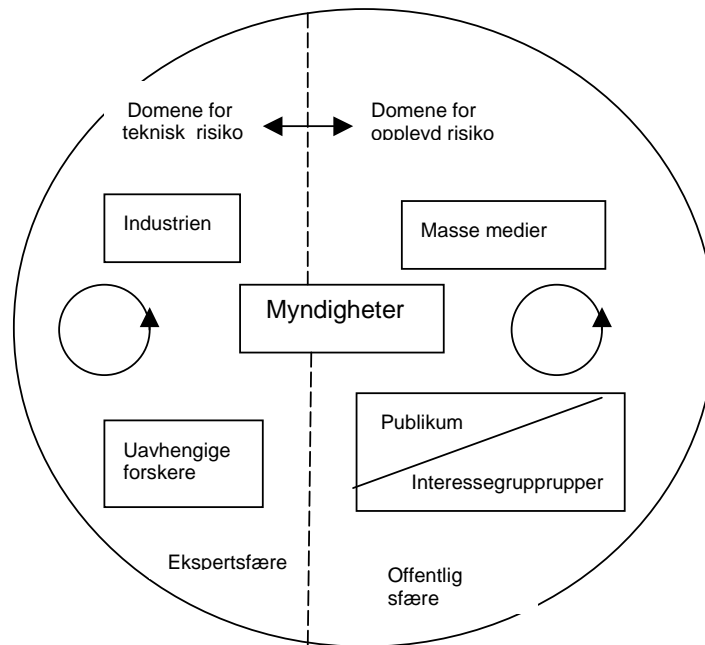 Domene for
teknisk risiko
Domene for
opplevd risiko
Industrien
Masse medier
Myndigheter
Uavhengige
forskere
Publikum
Interessegrupprupper
Ekspertsfære
Offentlig
sfære